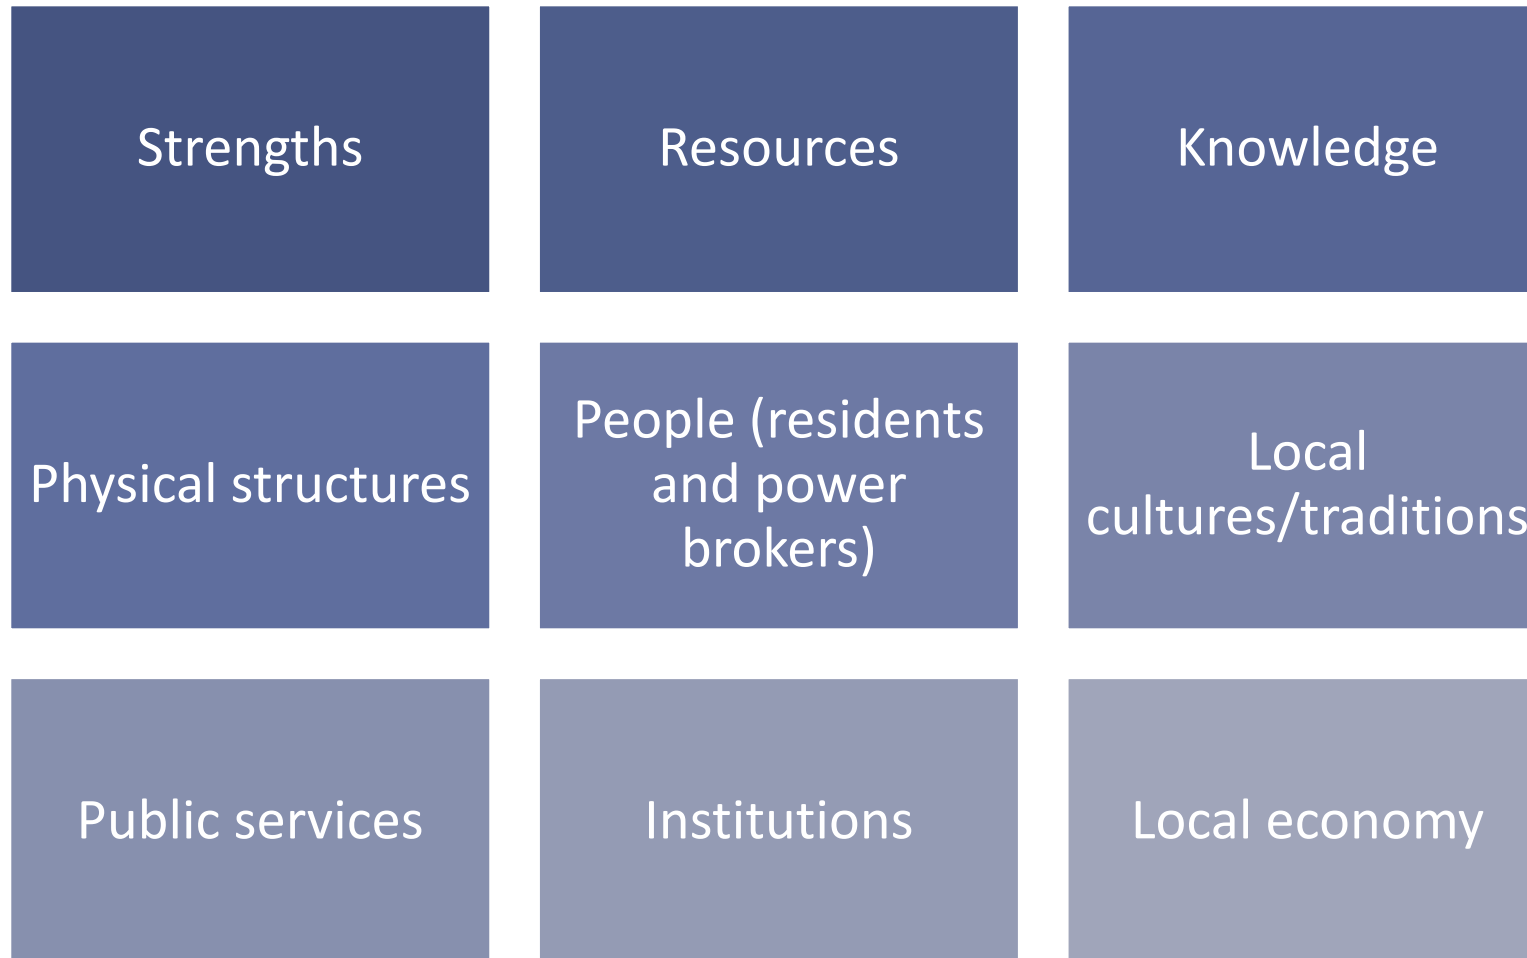 Strengths
Resources
Knowledge
Physical structures
People (residents
and power
brokers)
Local
cultures/traditions
Public services
Institutions
Local economy